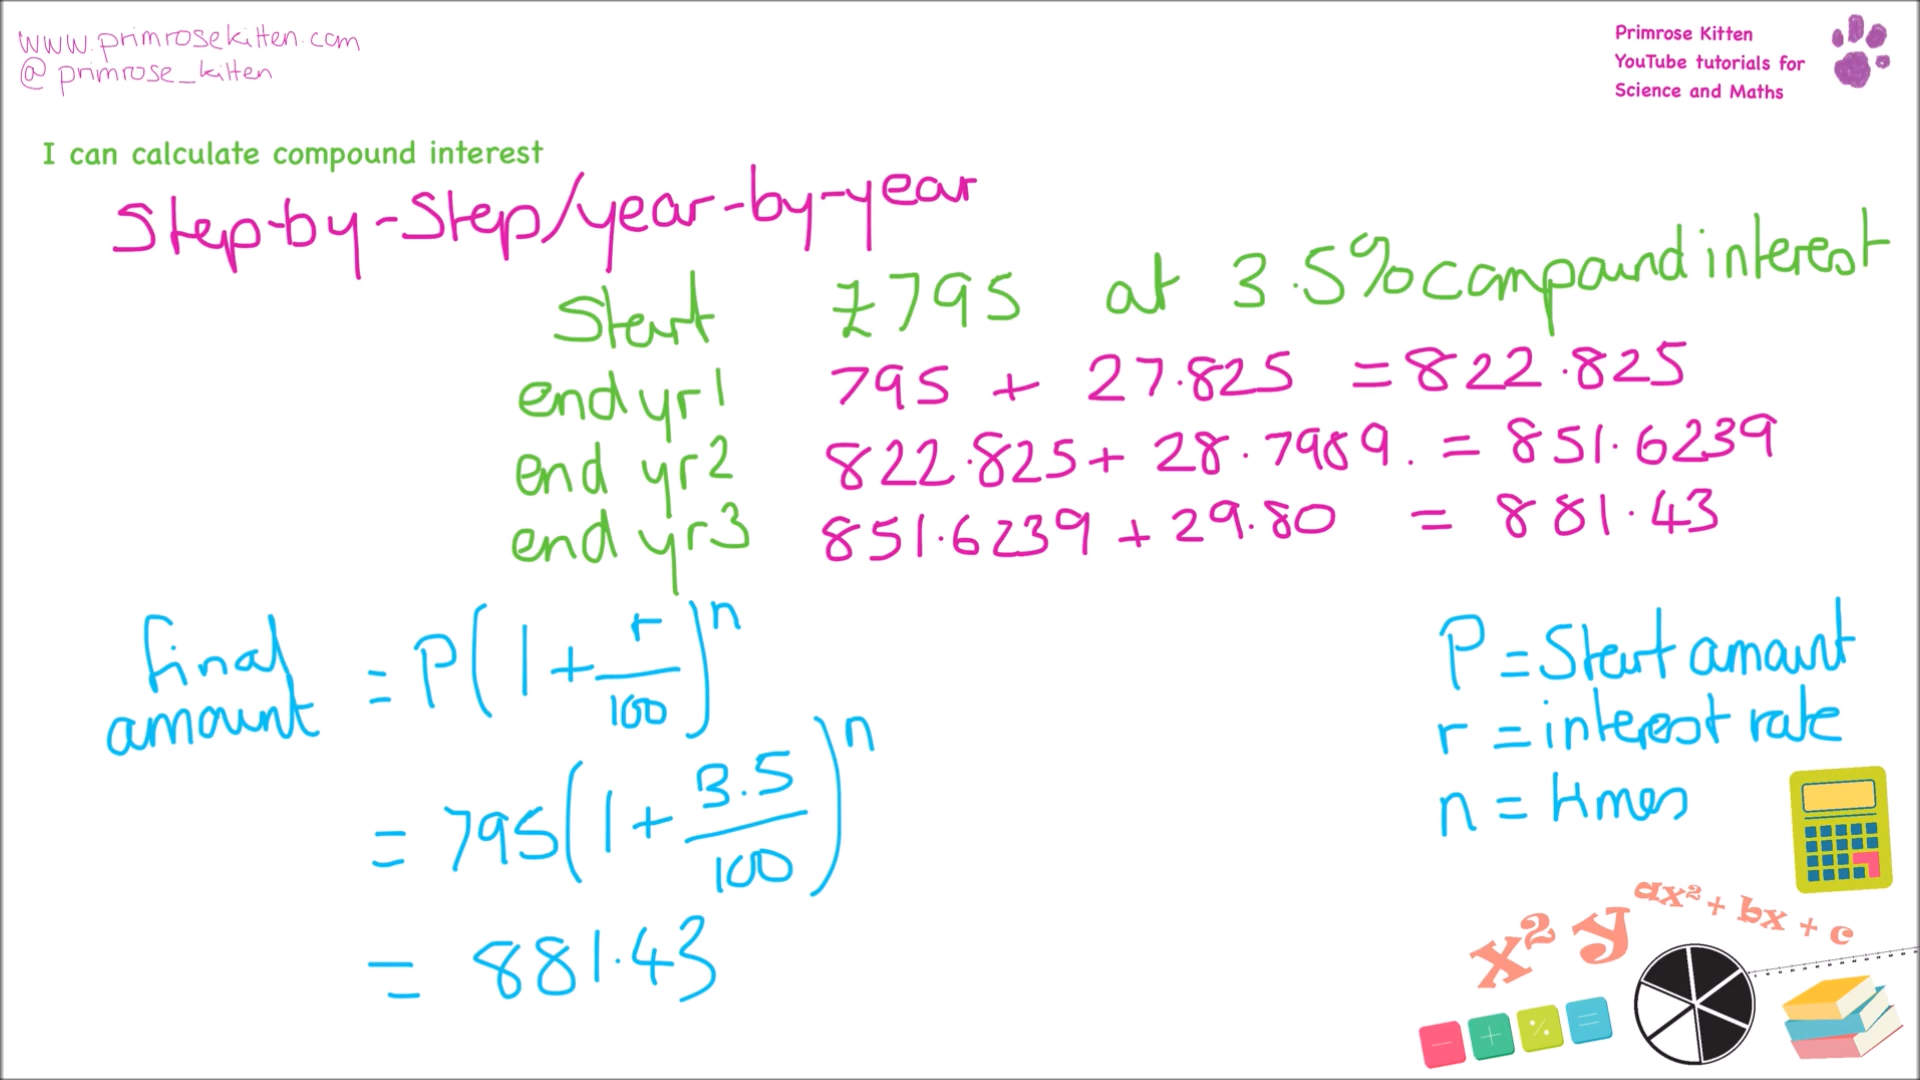 www.primrosekitten.com
@primrose_kitten
Primrose Kitten
YouTube tutorials for
Science and Maths
I can calculate compound interest
Step-by-Step/year-by-year
Start £795 at 3.5% compound interest
end yr1 795 + 27.825 = 822.825
end yr2 822.825 + 28.7989. = 851.6239
end yr3 851.6239 + 29.80 = 881.43
final amount = P(1 + r/100)^n
= 795(1 + 3.5/100)^n
= 881.43
P = Start amount
r = interest rate
n = times
x² y ax² + bx + c
− + % =